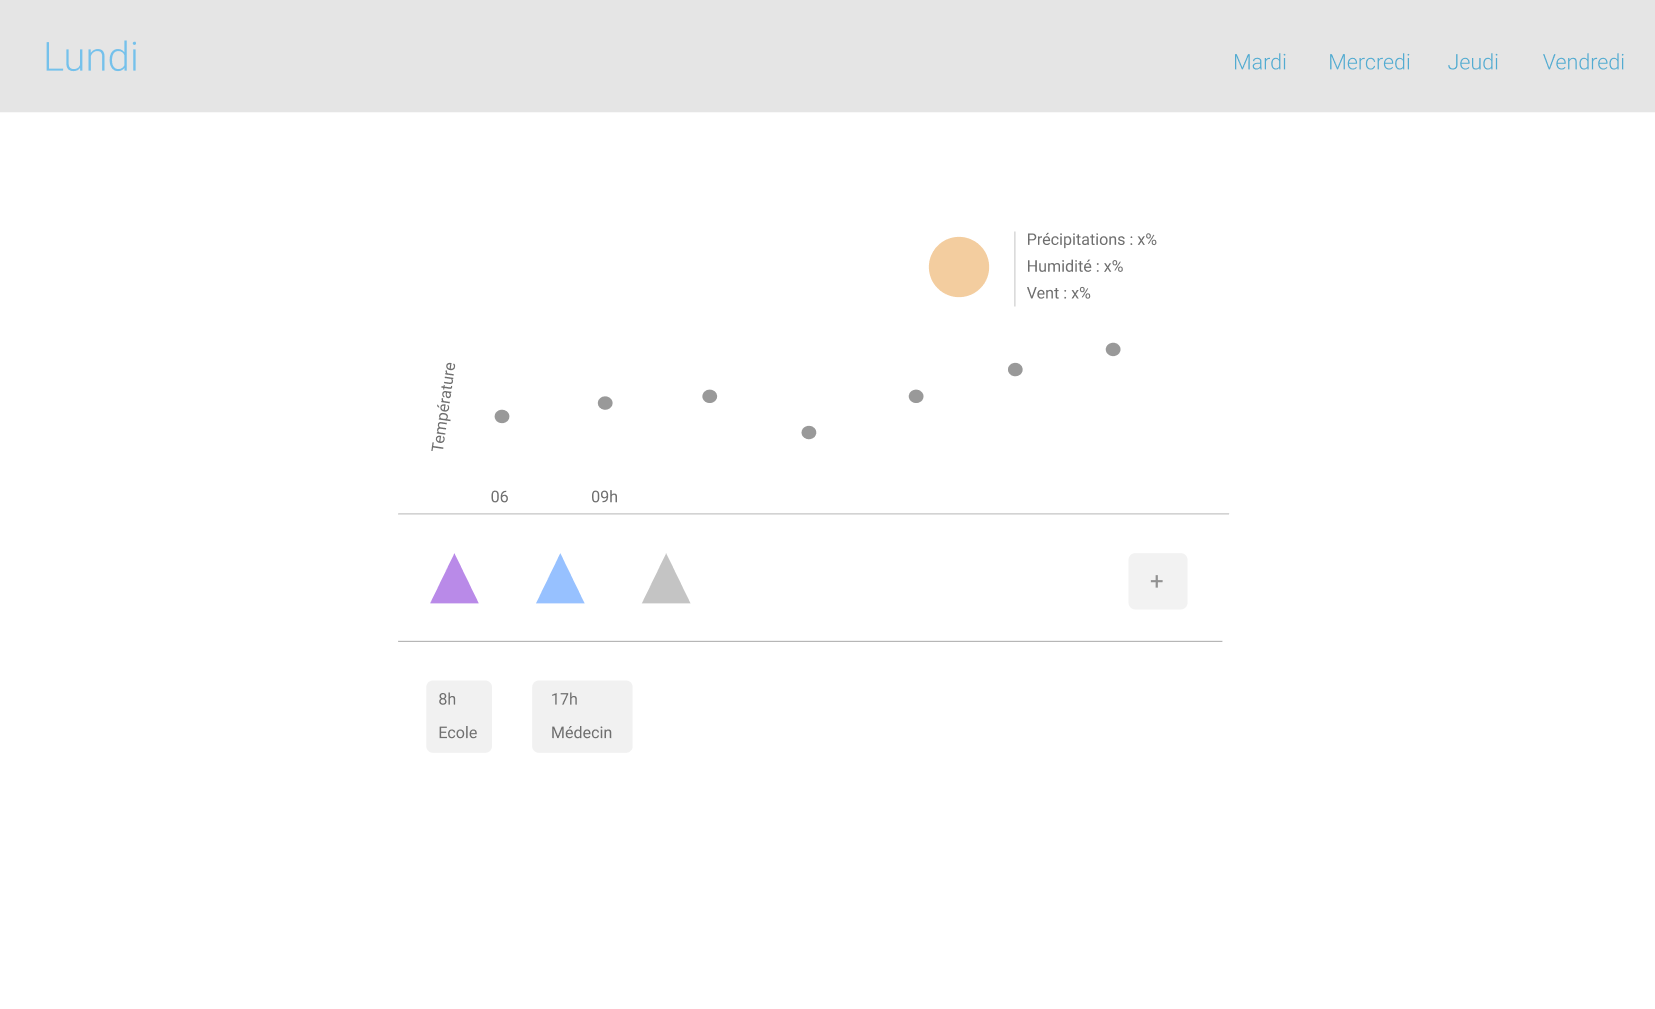 Lundi
Mardi Mercredi Jeudi Vendredi
Précipitations : x%
Humidité : x%
Vent : x%
Température
06 09h
+
8h
Ecole
17h
Médecin